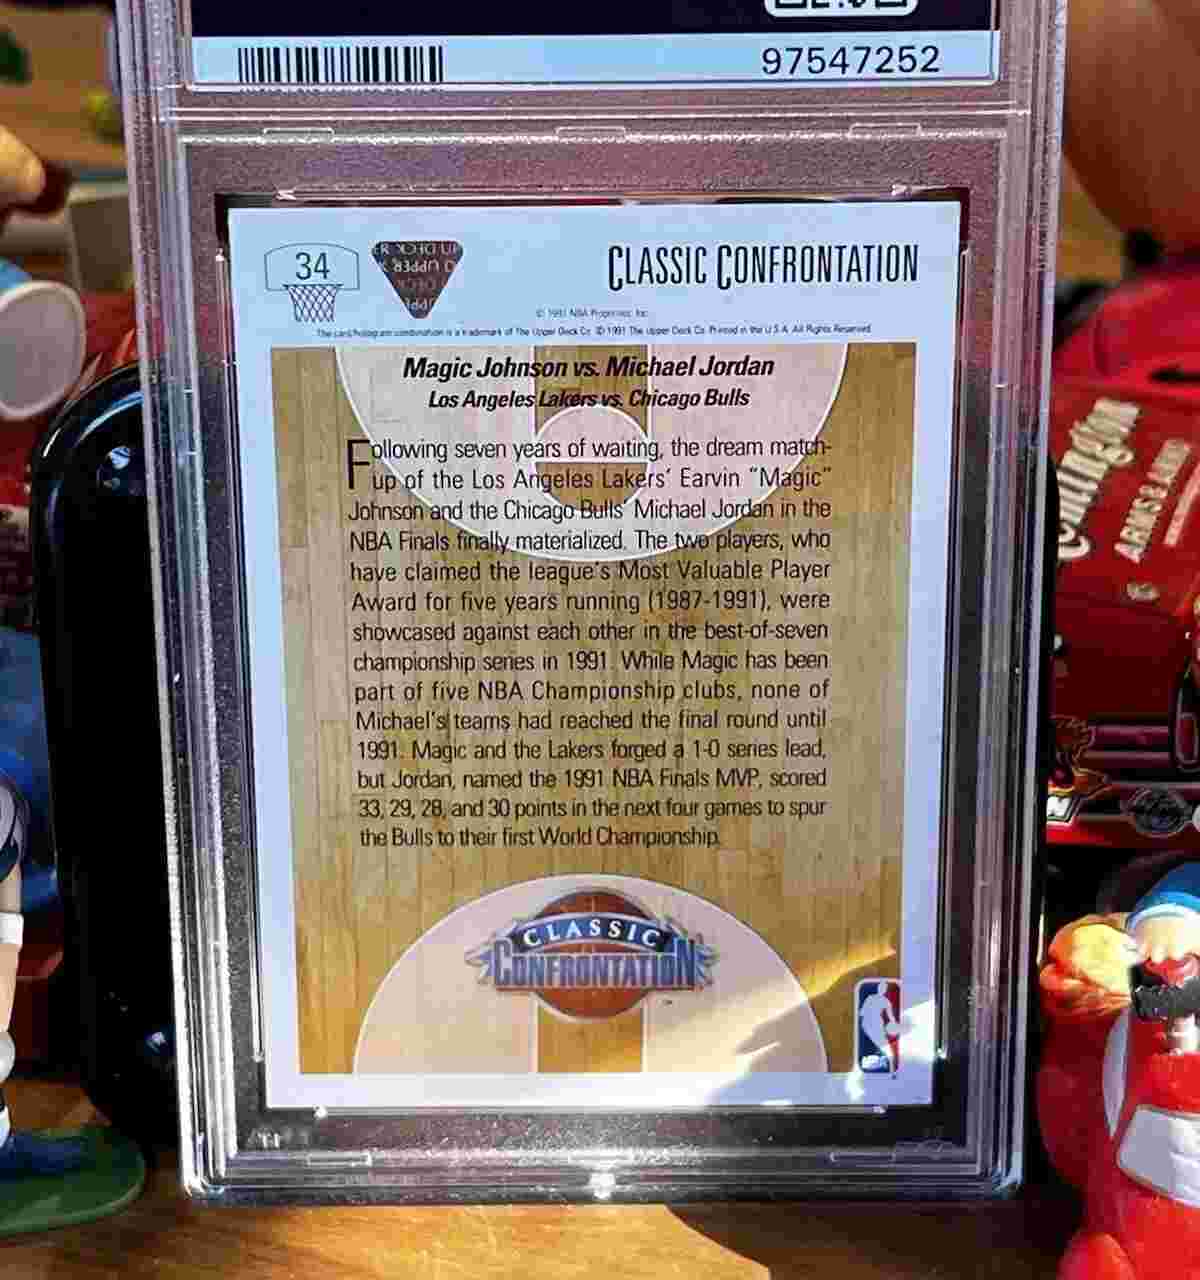 97547252
34
CLASSIC CONFRONTATION
© 1991 NBA Properties, Inc.
The card/hologram combination is a trademark of The Upper Deck Co. © 1991 The Upper Deck Co. Printed in the U.S.A. All Rights Reserved
Magic Johnson vs. Michael Jordan
Los Angeles Lakers vs. Chicago Bulls
Following seven years of waiting, the dream match-
up of the Los Angeles Lakers' Earvin "Magic"
Johnson and the Chicago Bulls' Michael Jordan in the
NBA Finals finally materialized. The two players, who
have claimed the league's Most Valuable Player
Award for five years running (1987-1991), were
showcased against each other in the best-of-seven
championship series in 1991. While Magic has been
part of five NBA Championship clubs, none of
Michael's teams had reached the final round until
1991. Magic and the Lakers forged a 1-0 series lead,
but Jordan, named the 1991 NBA Finals MVP, scored
33, 29, 28, and 30 points in the next four games to spur
the Bulls to their first World Championship.
CLASSIC
CONFRONTATION
™